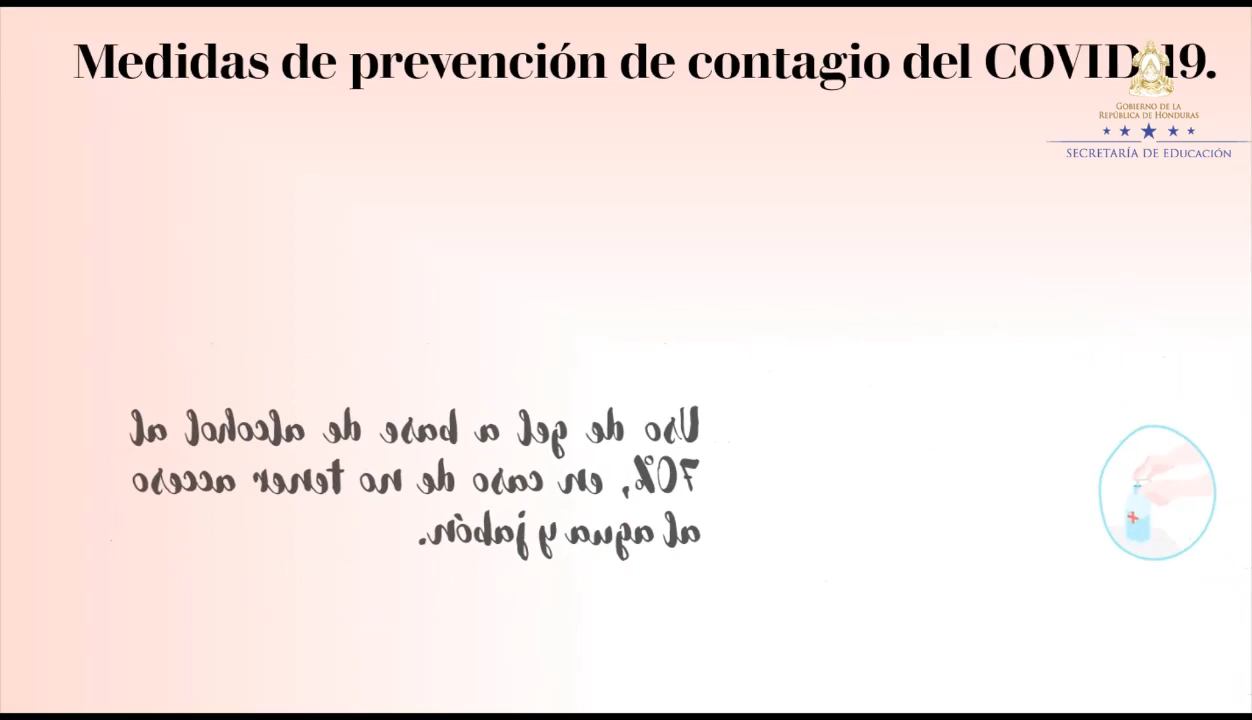 Medidas de prevención de contagio del COVID-19.
GOBIERNO DE LA
REPÚBLICA DE HONDURAS
SECRETARÍA DE EDUCACIÓN
Uso de gel a base de alcohol al
70%, en caso de no tener acceso
al agua y jabón.